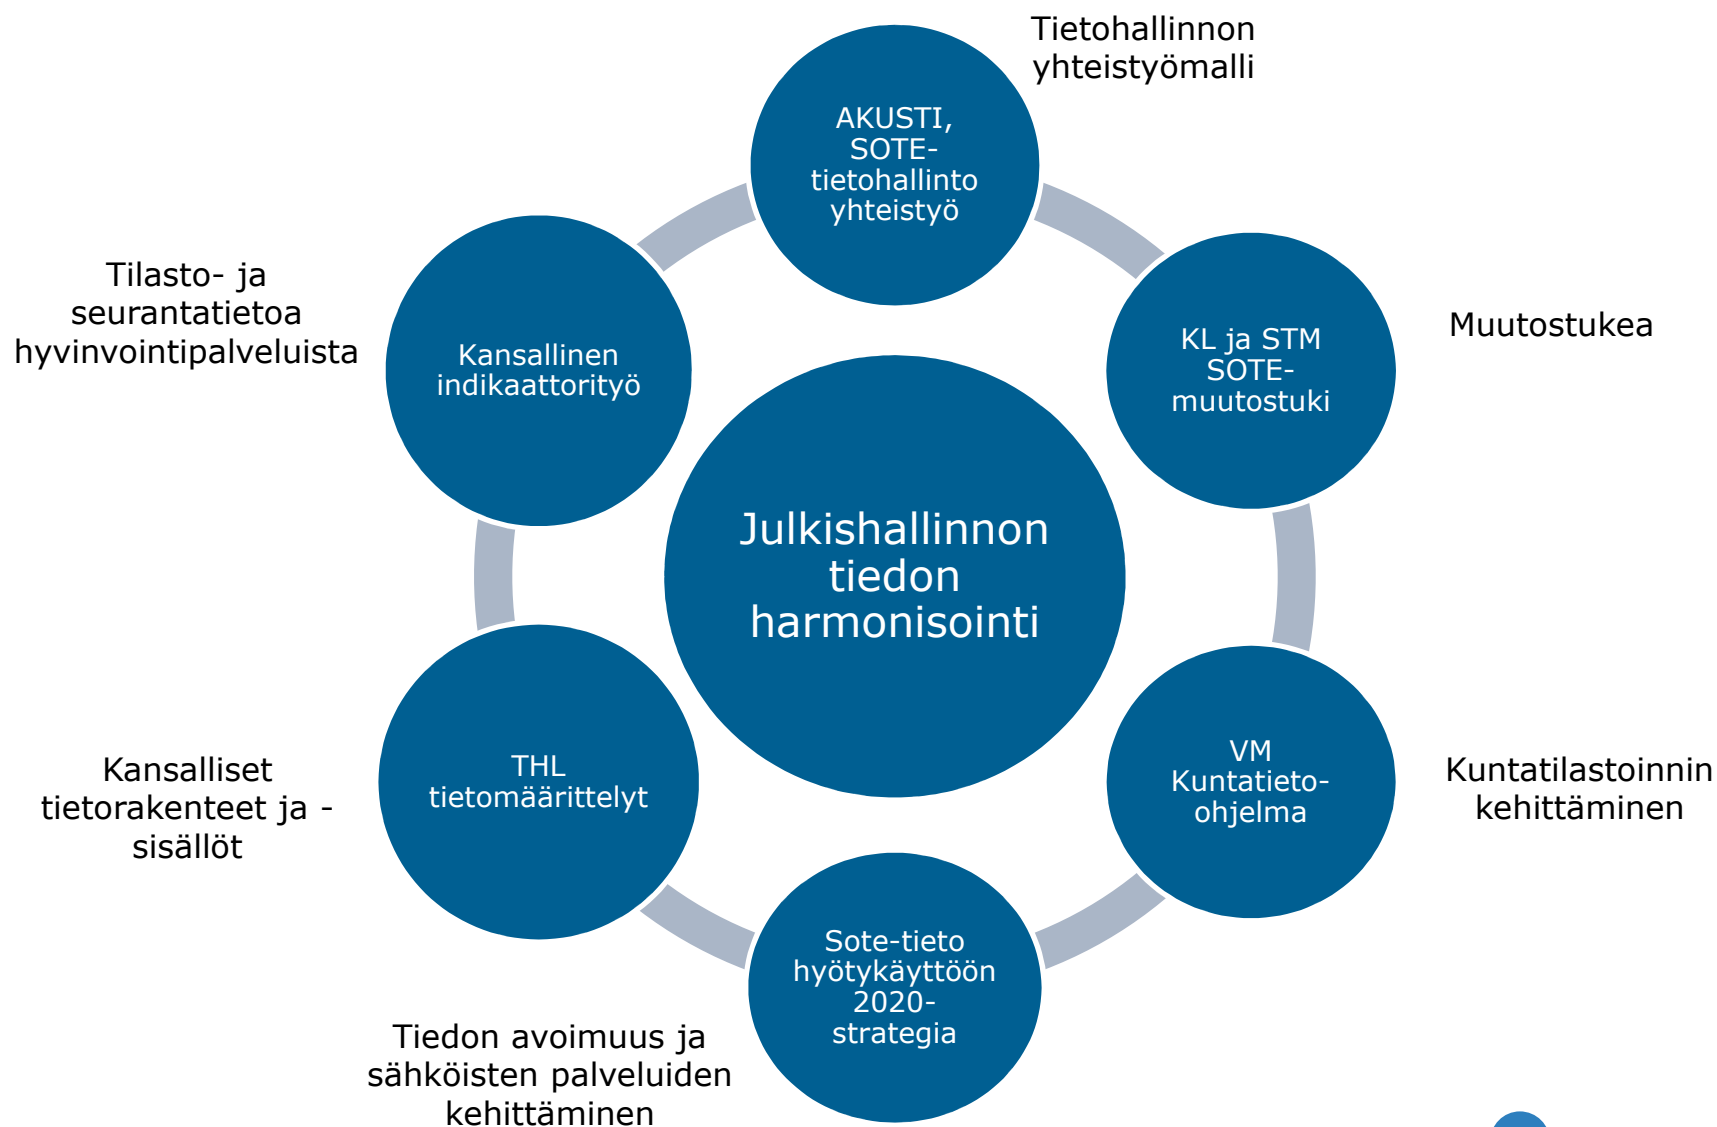 Tietohallinnon
yhteistyömalli
AKUSTI,
SOTE-
tietohallinto
yhteistyö
KL ja STM
SOTE-
muutostuki
Muutostukea
VM
Kuntatieto-
ohjelma
Kuntatilastoinnin
kehittäminen
Sote-tieto
hyötykäyttöön
2020-
strategia
Tiedon avoimuus ja
sähköisten palveluiden
kehittäminen
THL
tietomäärittelyt
Kansalliset
tietorakenteet ja -
sisällöt
Kansallinen
indikaattorityö
Tilasto- ja
seurantatietoa
hyvinvointipalveluista
Julkishallinnon
tiedon
harmonisointi